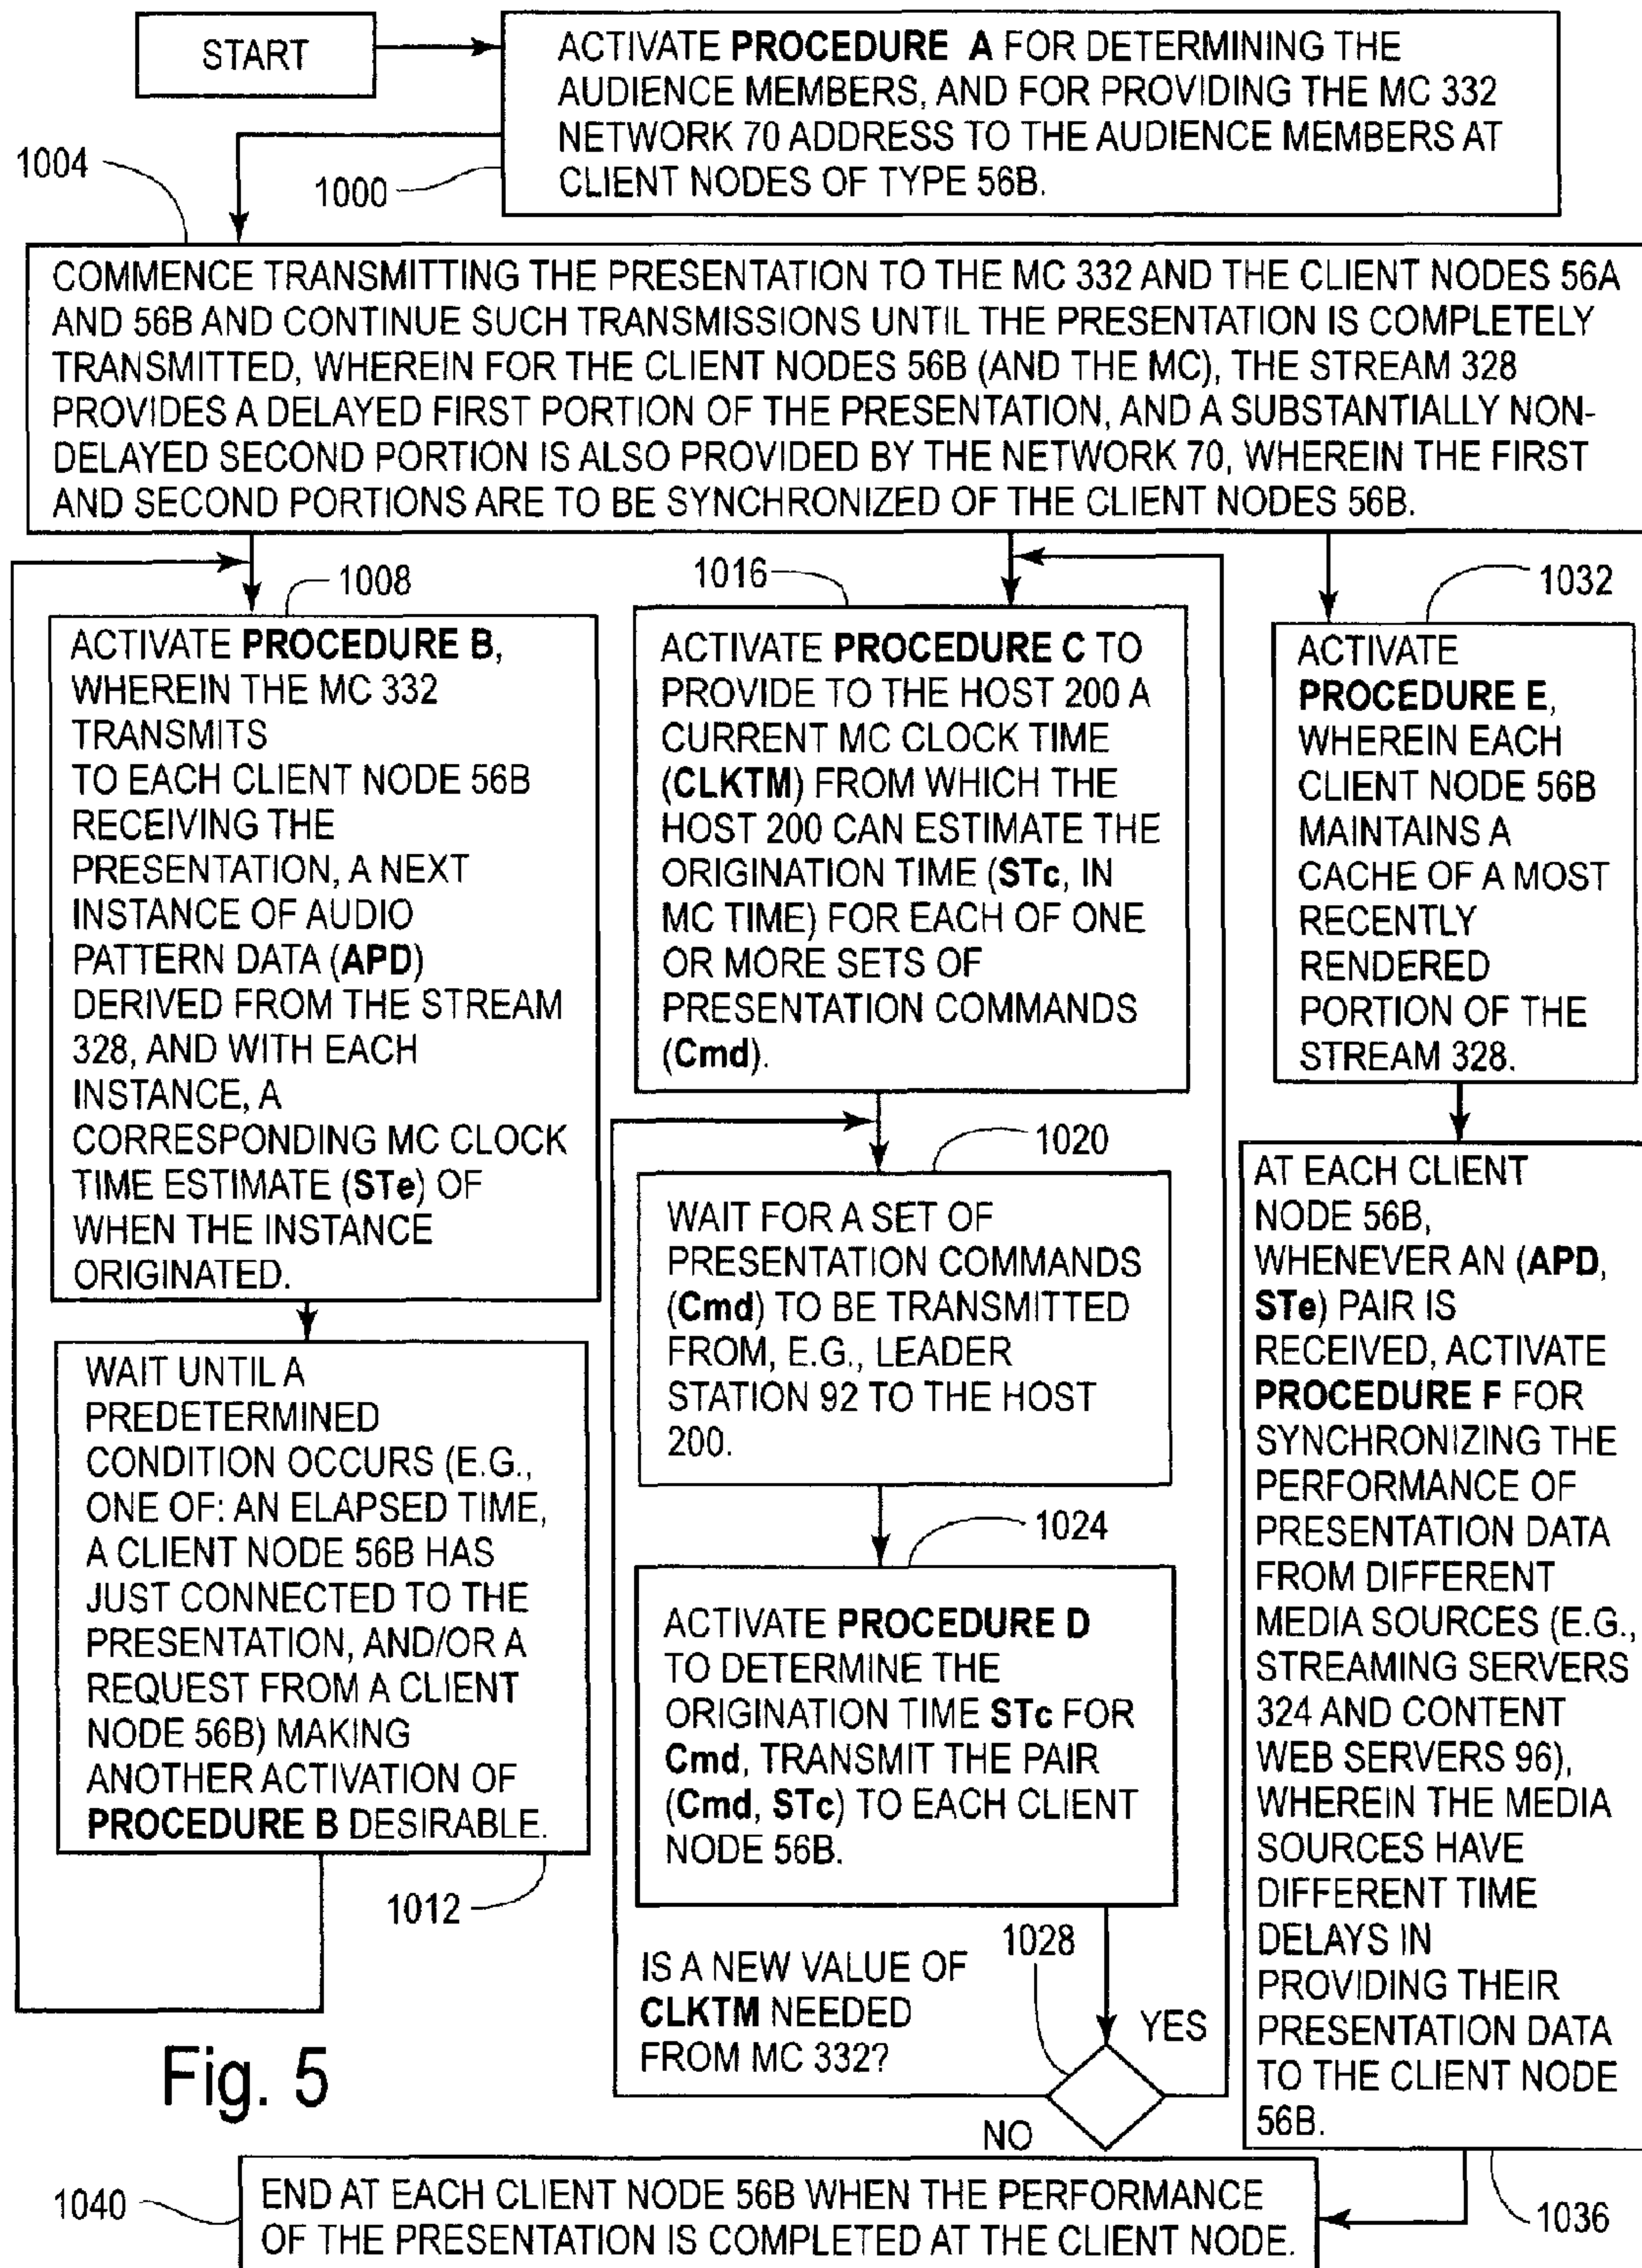 START
ACTIVATE PROCEDURE A FOR DETERMINING THE
AUDIENCE MEMBERS, AND FOR PROVIDING THE MC 332
NETWORK 70 ADDRESS TO THE AUDIENCE MEMBERS AT
CLIENT NODES OF TYPE 56B.
1004
1000
COMMENCE TRANSMITTING THE PRESENTATION TO THE MC 332 AND THE CLIENT NODES 56A
AND 56B AND CONTINUE SUCH TRANSMISSIONS UNTIL THE PRESENTATION IS COMPLETELY
TRANSMITTED, WHEREIN FOR THE CLIENT NODES 56B (AND THE MC), THE STREAM 328
PROVIDES A DELAYED FIRST PORTION OF THE PRESENTATION, AND A SUBSTANTIALLY NON-
DELAYED SECOND PORTION IS ALSO PROVIDED BY THE NETWORK 70, WHEREIN THE FIRST
AND SECOND PORTIONS ARE TO BE SYNCHRONIZED OF THE CLIENT NODES 56B.
1008
ACTIVATE PROCEDURE B,
WHEREIN THE MC 332
TRANSMITS
TO EACH CLIENT NODE 56B
RECEIVING THE
PRESENTATION, A NEXT
INSTANCE OF AUDIO
PATTERN DATA (APD)
DERIVED FROM THE STREAM
328, AND WITH EACH
INSTANCE, A
CORRESPONDING MC CLOCK
TIME ESTIMATE (STe) OF
WHEN THE INSTANCE
ORIGINATED.
WAIT UNTIL A
PREDETERMINED
CONDITION OCCURS (E.G.,
ONE OF: AN ELAPSED TIME,
A CLIENT NODE 56B HAS
JUST CONNECTED TO THE
PRESENTATION, AND/OR A
REQUEST FROM A CLIENT
NODE 56B) MAKING
ANOTHER ACTIVATION OF
PROCEDURE B DESIRABLE.
1012
1016
ACTIVATE PROCEDURE C TO
PROVIDE TO THE HOST 200 A
CURRENT MC CLOCK TIME
(CLKTM) FROM WHICH THE
HOST 200 CAN ESTIMATE THE
ORIGINATION TIME (STc, IN
MC TIME) FOR EACH OF ONE
OR MORE SETS OF
PRESENTATION COMMANDS
(Cmd).
1020
WAIT FOR A SET OF
PRESENTATION COMMANDS
(Cmd) TO BE TRANSMITTED
FROM, E.G., LEADER
STATION 92 TO THE HOST
200.
1024
ACTIVATE PROCEDURE D
TO DETERMINE THE
ORIGINATION TIME STc FOR
Cmd, TRANSMIT THE PAIR
(Cmd, STc) TO EACH CLIENT
NODE 56B.
1028
IS A NEW VALUE OF
CLKTM NEEDED
FROM MC 332?
YES
NO
1032
ACTIVATE
PROCEDURE E,
WHEREIN EACH
CLIENT NODE 56B
MAINTAINS A
CACHE OF A MOST
RECENTLY
RENDERED
PORTION OF THE
STREAM 328.
AT EACH CLIENT
NODE 56B,
WHENEVER AN (APD,
STe) PAIR IS
RECEIVED, ACTIVATE
PROCEDURE F FOR
SYNCHRONIZING THE
PERFORMANCE OF
PRESENTATION DATA
FROM DIFFERENT
MEDIA SOURCES (E.G.,
STREAMING SERVERS
324 AND CONTENT
WEB SERVERS 96),
WHEREIN THE MEDIA
SOURCES HAVE
DIFFERENT TIME
DELAYS IN
PROVIDING THEIR
PRESENTATION DATA
TO THE CLIENT NODE
56B.
1036
Fig. 5
1040
END AT EACH CLIENT NODE 56B WHEN THE PERFORMANCE
OF THE PRESENTATION IS COMPLETED AT THE CLIENT NODE.